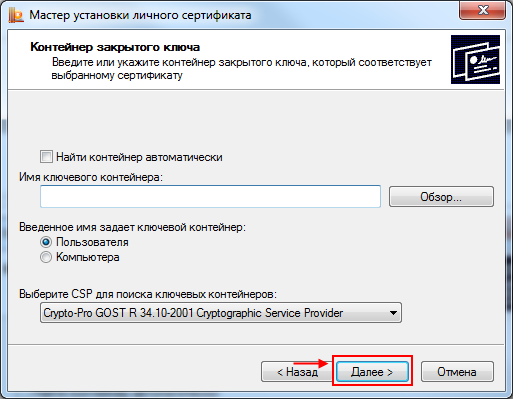 Мастер установки личного сертификата
Контейнер закрытого ключа
Введите или укажите контейнер закрытого ключа, который соответствует
выбранному сертификату
Найти контейнер автоматически
Имя ключевого контейнера:
Обзор...
Введенное имя задает ключевой контейнер:
Пользователя
Компьютера
Выберите CSP для поиска ключевых контейнеров:
Crypto-Pro GOST R 34.10-2001 Cryptographic Service Provider
< Назад
Далее >
Отмена